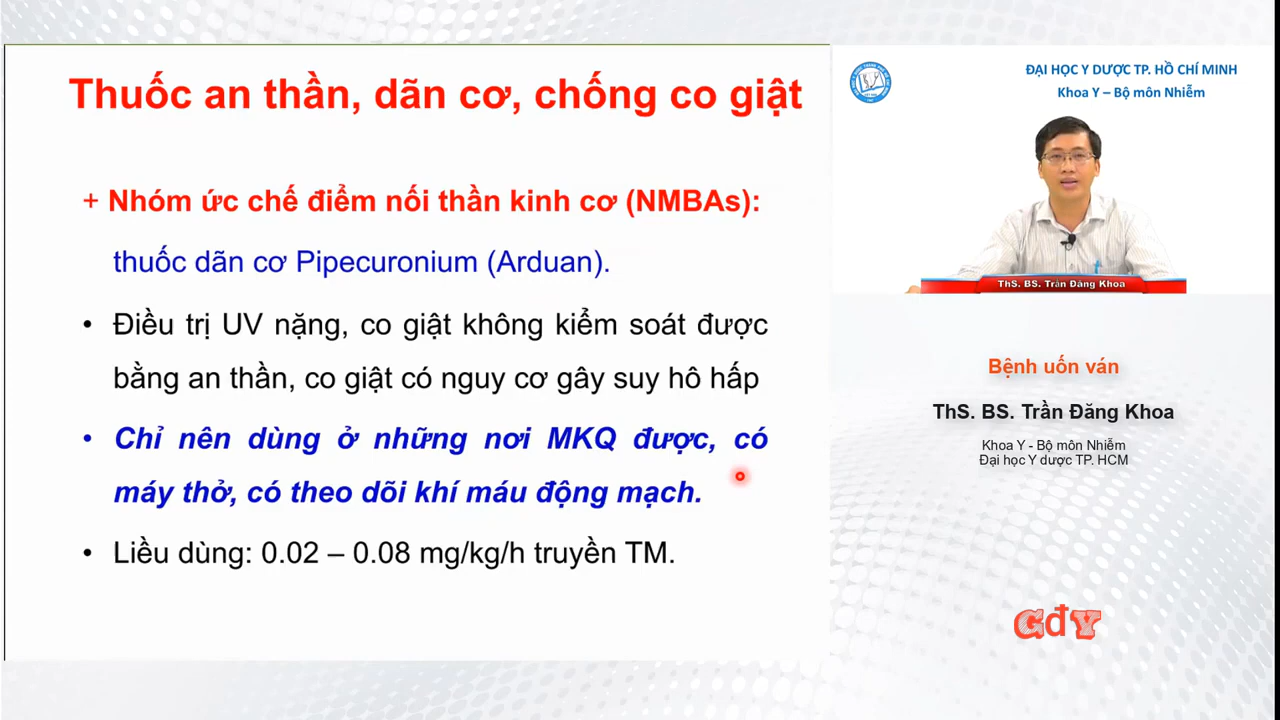 Thuốc an thần, dãn cơ, chống co giật
+ Nhóm ức chế điểm nối thần kinh cơ (NMBAs):
thuốc dãn cơ Pipecuronium (Arduan).
• Điều trị UV nặng, co giật không kiểm soát được
bằng an thần, co giật có nguy cơ gây suy hô hấp
• Chỉ nên dùng ở những nơi MKQ được, có
máy thở, có theo dõi khí máu động mạch.
• Liều dùng: 0.02 – 0.08 mg/kg/h truyền TM.
ĐẠI HỌC Y DƯỢC TP. HỒ CHÍ MINH
Khoa Y – Bộ môn Nhiễm
ThS. BS. Trần Đăng Khoa
Bệnh uốn ván
ThS. BS. Trần Đăng Khoa
Khoa Y - Bộ môn Nhiễm
Đại học Y dược TP. HCM
GđY